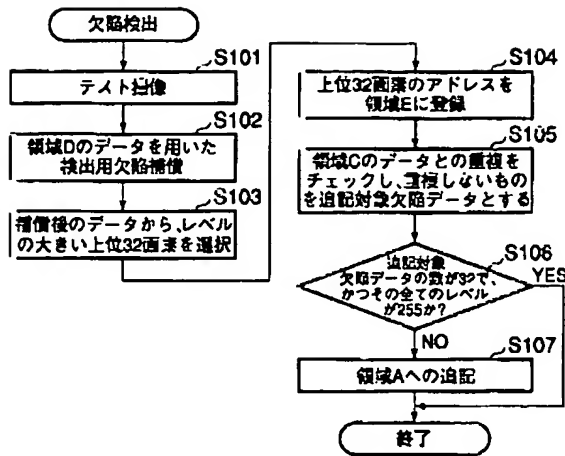 欠陥検出
S101
テスト撮像
S102
領域Dのデータを用いた
検出用欠陥補償
S103
補償後のデータから、レベル
の大きい上位32画素を選択
S104
上位32画素のアドレスを
領域Eに登録
S105
領域Cのデータとの重複を
チェックし、重複しないもの
を追記対象欠陥データとする
S106
追記対象
欠陥データの数が32で、
かつその全てのレベル
が255か?
YES
NO
S107
領域Aへの追記
終了